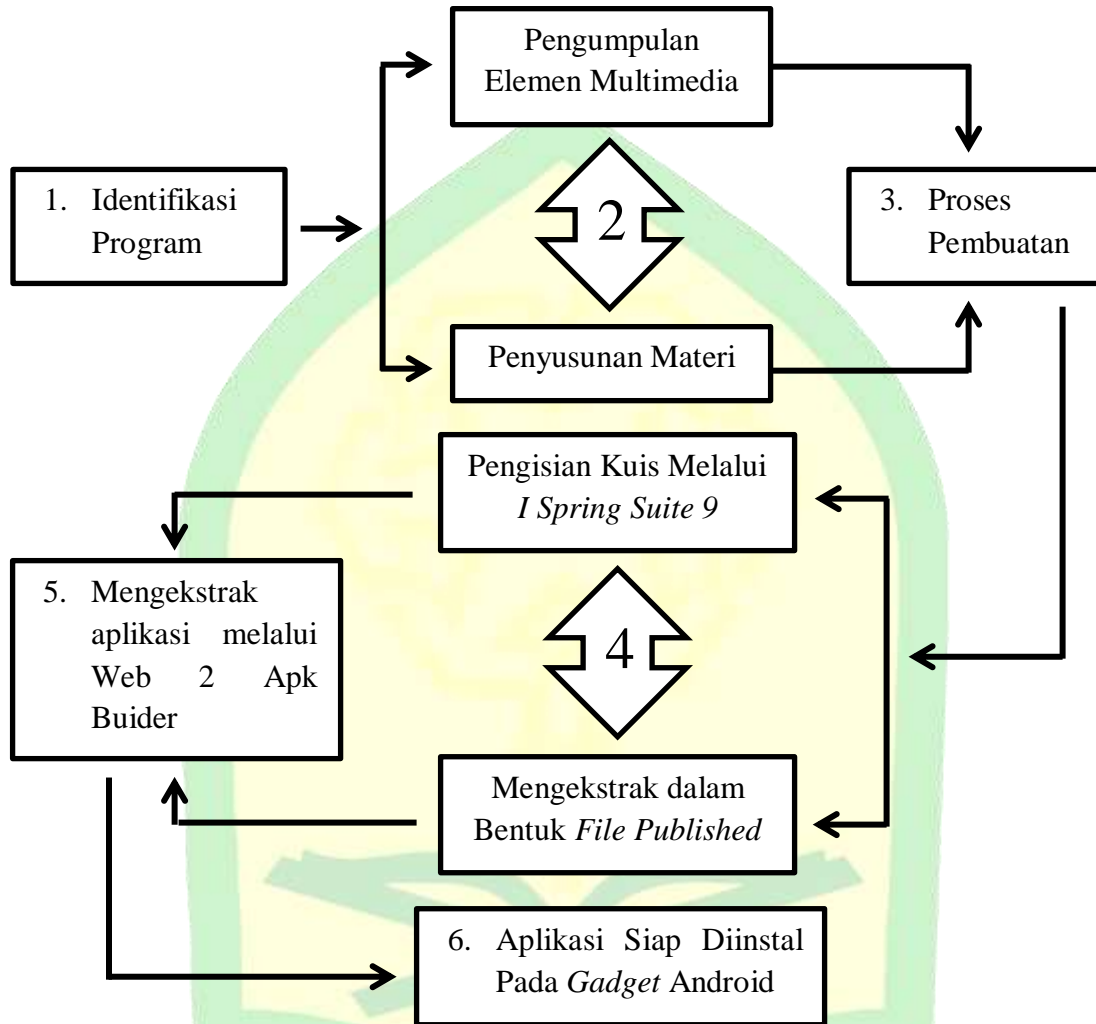 Pengumpulan
Elemen Multimedia
1. Identifikasi
Program
2
3. Proses
Pembuatan
Penyusunan Materi
Pengisian Kuis Melalui
I Spring Suite 9
4
5. Mengekstrak
aplikasi melalui
Web 2 Apk
Buider
Mengekstrak dalam
Bentuk File Published
6. Aplikasi Siap Diinstal
Pada Gadget Android